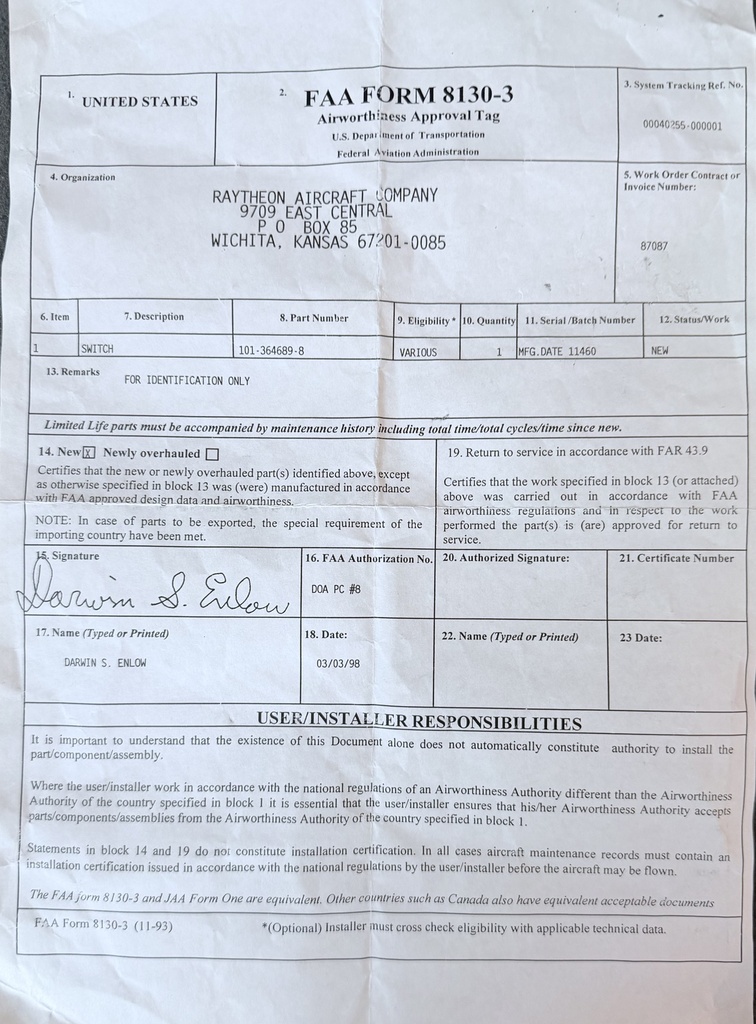 1. UNITED STATES
2. FAA FORM 8130-3
Airworthiness Approval Tag
U.S. Department of Transportation
Federal Aviation Administration
3. System Tracking Ref. No.
00040255-000001
4. Organization
RAYTHEON AIRCRAFT COMPANY
9709 EAST CENTRAL
P O BOX 85
WICHITA, KANSAS 67201-0085
5. Work Order Contract or
Invoice Number:
87087
6. Item
7. Description
8. Part Number
9. Eligibility *
10. Quantity
11. Serial /Batch Number
12. Status/Work
1
SWITCH
101-364689-8
VARIOUS
1
MFG.DATE 11460
NEW
13. Remarks
FOR IDENTIFICATION ONLY
Limited Life parts must be accompanied by maintenance history including total time/total cycles/time since new.
14. New X Newly overhauled
Certifies that the new or newly overhauled part(s) identified above, except
as otherwise specified in block 13 was (were) manufactured in accordance
with FAA approved design data and airworthiness.
NOTE: In case of parts to be exported, the special requirement of the
importing country have been met.
19. Return to service in accordance with FAR 43.9
Certifies that the work specified in block 13 (or attached)
above was carried out in accordance with FAA
airworthiness regulations and in respect to the work
performed the part(s) is (are) approved for return to
service.
15. Signature
Darwin S. Enlow
16. FAA Authorization No.
DOA PC #8
20. Authorized Signature:
21. Certificate Number
17. Name (Typed or Printed)
DARWIN S. ENLOW
18. Date:
03/03/98
22. Name (Typed or Printed)
23 Date:
USER/INSTALLER RESPONSIBILITIES
It is important to understand that the existence of this Document alone does not automatically constitute authority to install the
part/component/assembly.
Where the user/installer work in accordance with the national regulations of an Airworthiness Authority different than the Airworthiness
Authority of the country specified in block 1 it is essential that the user/installer ensures that his/her Airworthiness Authority accepts
parts/components/assemblies from the Airworthiness Authority of the country specified in block 1.
Statements in block 14 and 19 do not constitute installation certification. In all cases aircraft maintenance records must contain an
installation certification issued in accordance with the national regulations by the user/installer before the aircraft may be flown.
The FAA form 8130-3 and JAA Form One are equivalent. Other countries such as Canada also have equivalent acceptable documents
FAA Form 8130-3 (11-93)
*(Optional) Installer must cross check eligibility with applicable technical data.